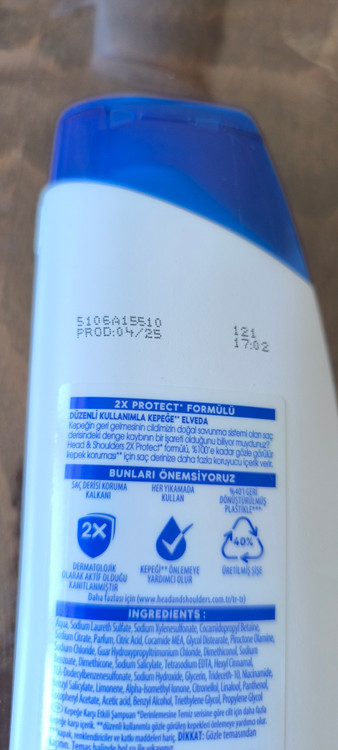 5106A15510
PROD:04/25
121
17:02
2X PROTECT* FORMÜLÜ
DÜZENLİ KULLANIMLA KEPEĞE** ELVEDA
Kepeğin geri gelmesinin cildimizin doğal savunma sistemi olan saç
derisindeki denge kaybının bir işareti olduğunu biliyor muydunuz?
Head & Shoulders 2X Protect* formülü, %100'e kadar gözle görülür
kepek koruması** için saç derinize daha fazla koruyucu içerik verir.
BUNLARI ÖNEMSİYORUZ
SAÇ DERİSİ KORUMA
KALKANI
HER YIKAMADA
KULLAN
%40'I GERİ
DÖNÜŞTÜRÜLMÜŞ
PLASTİKLE***
2X
40%
DERMATOLOJİK
OLARAK AKTİF OLDUĞU
KANITLANMIŞTIR
KEPEĞİ** ÖNLEMEYE
YARDIMCI OLUR
ÜRETİLMİŞ ŞİŞE
Daha fazlası için (www.headandshoulders.com.tr/tr-tr)
INGREDIENTS :
Aqua, Sodium Laureth Sulfate, Sodium Xylenesulfonate, Cocamidopropyl Betaine,
Sodium Citrate, Parfum, Citric Acid, Cocamide MEA, Glycol Distearate, Piroctone Olamine,
Sodium Chloride, Guar Hydroxypropyltrimonium Chloride, Dimethiconol, Sodium
Benzoate, Dimethicone, Sodium Salicylate, Tetrasodium EDTA, Hexyl Cinnamal,
TEA-Dodecylbenzenesulfonate, Sodium Hydroxide, Glycerin, Trideceth-10, Niacinamide,
Benzyl Salicylate, Limonene, Alpha-Isomethyl Ionone, Citronellol, Linalool, Panthenol,
Tocopheryl Acetate, Acetic acid, Benzyl Alcohol, Triethylene Glycol, Propylene Glycol
Kepeğe Karşı Etkili Şampuan